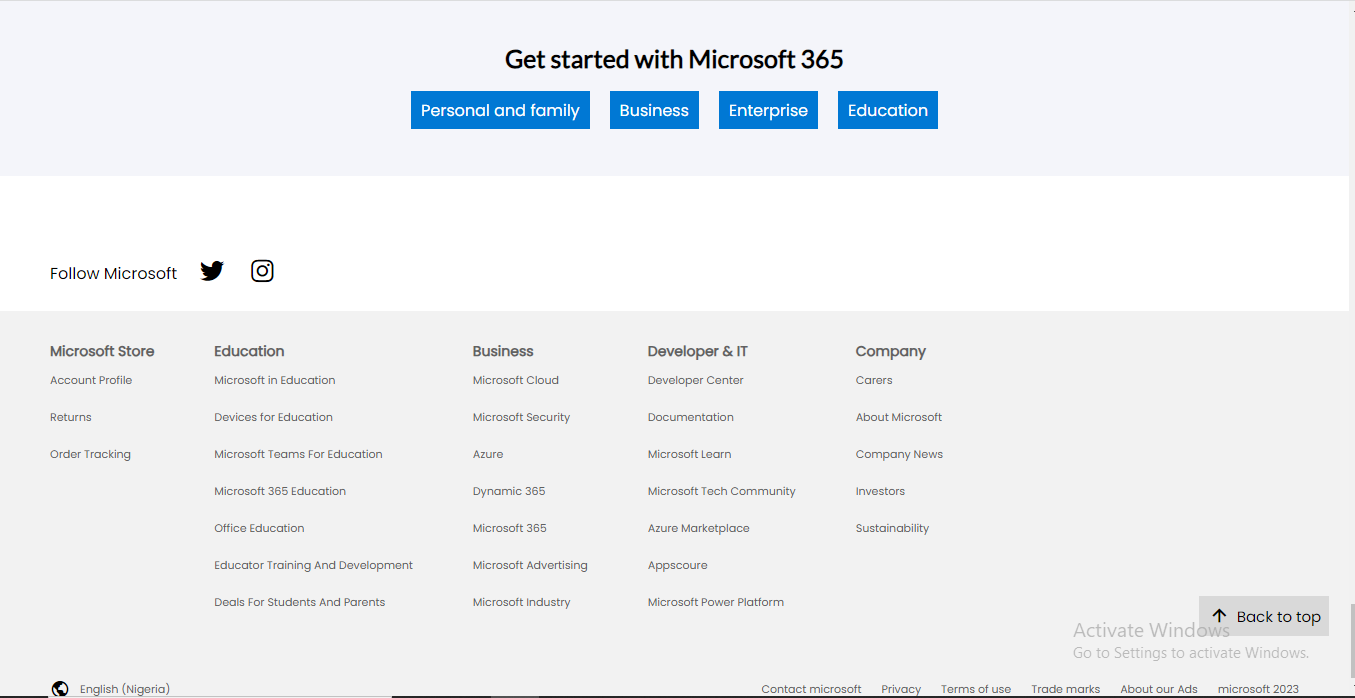 Get started with Microsoft 365
Personal and family
Business
Enterprise
Education
Follow Microsoft
Microsoft Store
Account Profile
Returns
Order Tracking
Education
Microsoft in Education
Devices for Education
Microsoft Teams For Education
Microsoft 365 Education
Office Education
Educator Training And Development
Deals For Students And Parents
Business
Microsoft Cloud
Microsoft Security
Azure
Dynamic 365
Microsoft 365
Microsoft Advertising
Microsoft Industry
Developer & IT
Developer Center
Documentation
Microsoft Learn
Microsoft Tech Community
Azure Marketplace
Appscoure
Microsoft Power Platform
Company
Carers
About Microsoft
Company News
Investors
Sustainability
Back to top
Activate Windows
Go to Settings to activate Windows.
English (Nigeria)
Contact microsoft
Privacy
Terms of use
Trade marks
About our Ads
microsoft 2023